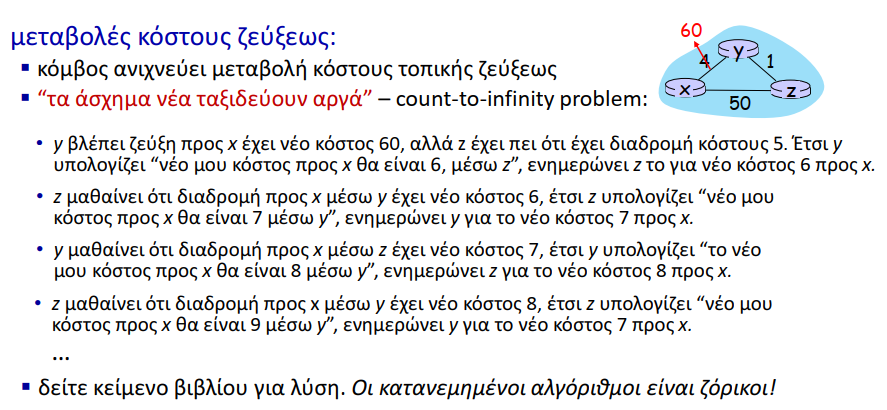 μεταβολές κόστους ζεύξεως:
▪ κόμβος ανιχνεύει μεταβολή κόστους τοπικής ζεύξεως
▪ “τα άσχημα νέα ταξιδεύουν αργά” – count-to-infinity problem:
60
4
y
1
x
z
50
• y βλέπει ζεύξη προς x έχει νέο κόστος 60, αλλά z έχει πει ότι έχει διαδρομή κόστους 5. Έτσι y
υπολογίζει “νέο μου κόστος προς x θα είναι 6, μέσω z”, ενημερώνει z το για νέο κόστος 6 προς x.
• z μαθαίνει ότι διαδρομή προς x μέσω y έχει νέο κόστος 6, έτσι z υπολογίζει “νέο μου
κόστος προς x θα είναι 7 μέσω y”, ενημερώνει y για το νέο κόστος 7 προς x.
• y μαθαίνει ότι διαδρομή προς x μέσω z έχει νέο κόστος 7, έτσι y υπολογίζει “το νέο
μου κόστος προς x θα είναι 8 μέσω y”, ενημερώνει z για το νέο κόστος 8 προς x.
• z μαθαίνει ότι διαδρομή προς x μέσω y έχει νέο κόστος 8, έτσι z υπολογίζει “νέο μου
κόστος προς x θα είναι 9 μέσω y”, ενημερώνει y για το νέο κόστος 7 προς x.
...
▪ δείτε κείμενο βιβλίου για λύση. Οι κατανεμημένοι αλγόριθμοι είναι ζόρικοι!